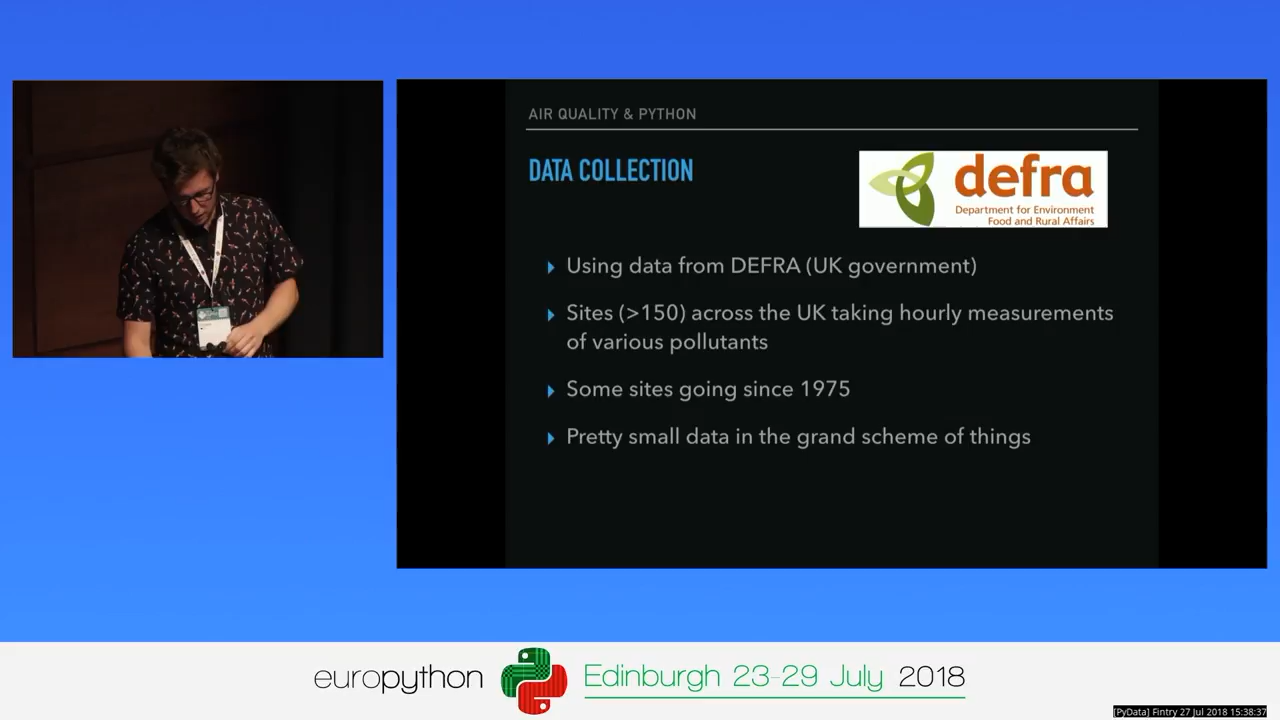 AIR QUALITY & PYTHON
DATA COLLECTION
defra
Department for Environment
Food and Rural Affairs
Using data from DEFRA (UK government)
Sites (>150) across the UK taking hourly measurements
of various pollutants
Some sites going since 1975
Pretty small data in the grand scheme of things
europython
Edinburgh 23-29 July 2018
[PyData] Fintry 27 Jul 2018 15:38:37